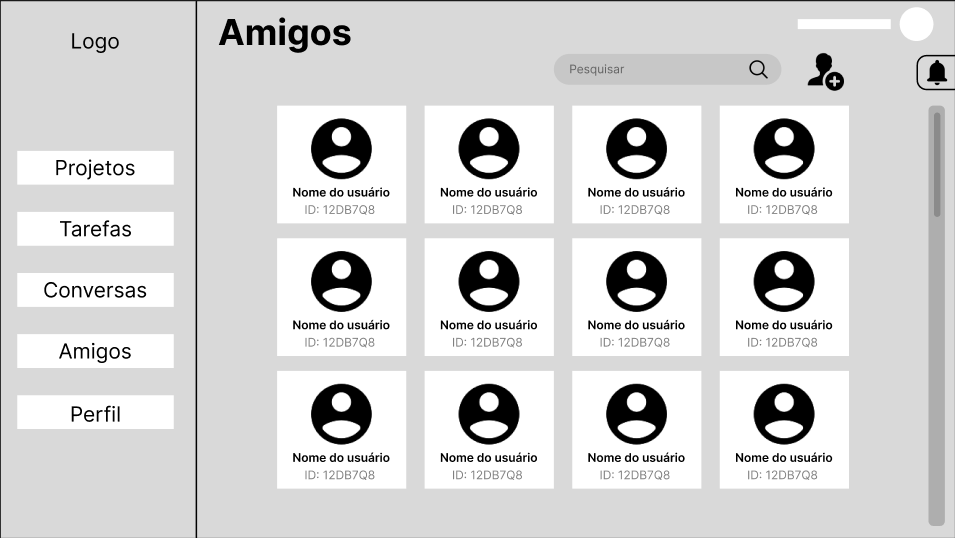 Logo
Amigos
Pesquisar
Projetos
Tarefas
Conversas
Amigos
Perfil
Nome do usuário Nome do usuário Nome do usuário Nome do usuário
ID: 12DB7Q8 ID: 12DB7Q8 ID: 12DB7Q8 ID: 12DB7Q8
Nome do usuário Nome do usuário Nome do usuário Nome do usuário
ID: 12DB7Q8 ID: 12DB7Q8 ID: 12DB7Q8 ID: 12DB7Q8
Nome do usuário Nome do usuário Nome do usuário Nome do usuário
ID: 12DB7Q8 ID: 12DB7Q8 ID: 12DB7Q8 ID: 12DB7Q8